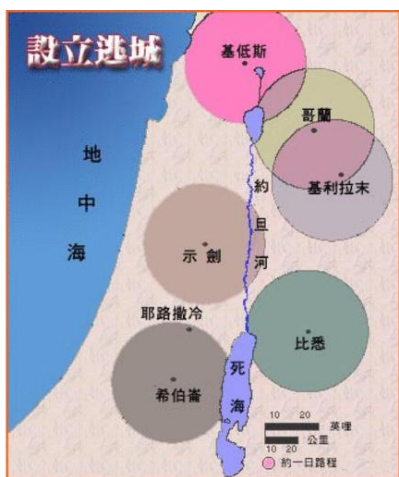 設立逃城
基低斯
哥蘭
基利拉末
地中海
約旦河
示劍
耶路撒冷
比悉
希伯崙
死海
10 20
英哩
公里
10 20
約一日路程